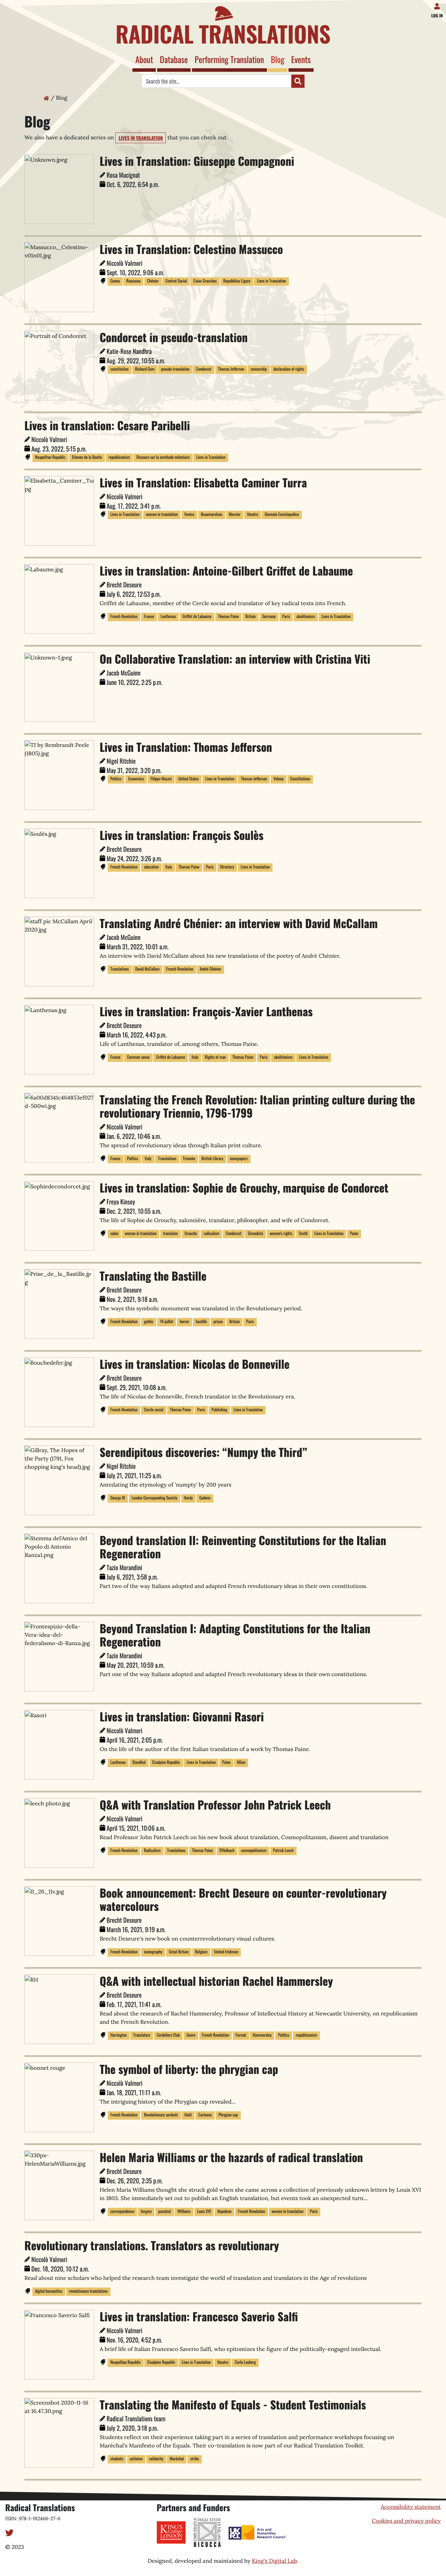 LOG IN
RADICAL TRANSLATIONS
About Database Performing Translation Blog Events
Search the site...
/ Blog
Blog
We also have a dedicated series on LIVES IN TRANSLATION that you can check out.
Unknown.jpeg
Lives in Translation: Giuseppe Compagnoni
Rosa Mucignat
Oct. 6, 2022, 6:54 p.m.
Massucco,_Celestino-v01n01.jpg
Lives in Translation: Celestino Massucco
Niccolò Valmori
Sept. 10, 2022, 9:06 a.m.
Genoa Rousseau Chénier Contrat Social Caius Gracchus Repubblica Ligure Lives in Translation
Portrait of Condorcet
Condorcet in pseudo-translation
Katie-Rose Nandhra
Aug. 29, 2022, 10:55 a.m.
constitution Richard Gem pseudo-translation Condorcet Thomas Jefferson censorship declaration of rights
Lives in translation: Cesare Paribelli
Niccolò Valmori
Aug. 23, 2022, 5:15 p.m.
Neapolitan Republic Etienne de la Boétie republicanism Discours sur la servitude volontaire Lives in Translation
Elisabetta_Caminer_Tu
pg
Lives in Translation: Elisabetta Caminer Turra
Niccolò Valmori
Aug. 17, 2022, 3:41 p.m.
Lives in Translation women in translation Venice Beaumarchais Mercier theatre Giornale Enciclopedico
Labaume.jpg
Lives in translation: Antoine-Gilbert Griffet de Labaume
Brecht Deseure
July 6, 2022, 12:53 p.m.
Griffet de Labaume, member of the Cercle social and translator of key radical texts into French.
French Revolution France Lanthenas Griffet de Labaume Thomas Paine Britain Germany Paris abolitionism Lives in Translation
Unknown-1.jpeg
On Collaborative Translation: an interview with Cristina Viti
Jacob McGuinn
June 10, 2022, 2:25 p.m.
TJ by Rembrandt Peele (1805).jpg
Lives in Translation: Thomas Jefferson
Nigel Ritchie
May 31, 2022, 3:20 p.m.
Politics Economics Filippo Mazzei United States Lives in Translation Thomas Jefferson Volney Constitutions
Soulés.jpg
Lives in translation: François Soulès
Brecht Deseure
May 24, 2022, 3:26 p.m.
French Revolution education Italy Thomas Paine Paris Directory Lives in Translation
staff pic McCallam April 2020.jpg
Translating André Chénier: an interview with David McCallam
Jacob McGuinn
March 31, 2022, 10:01 a.m.
An interview with David McCallam about his new translations of the poetry of André Chénier.
Translations David McCallam French Revolution André Chénier
Lanthenas.jpg
Lives in translation: François-Xavier Lanthenas
Brecht Deseure
March 16, 2022, 4:43 p.m.
Life of Lanthenas, translator of, among others, Thomas Paine.
France Common sense Griffet du Labaume Italy Rights of man Thomas Paine Paris abolitionism Lives in Translation
6a00d8341c464853ef027
d-500wi.jpg
Translating the French Revolution: Italian printing culture during the revolutionary Triennio, 1796-1799
Niccolò Valmori
Jan. 6, 2022, 10:46 a.m.
The spread of revolutionary ideas through Italian print culture.
France Politics Italy Translations Triennio British Library newspapers
Sophiedecondorcet.jpg
Lives in translation: Sophie de Grouchy, marquise de Condorcet
Freya Kinsey
Dec. 2, 2021, 10:55 a.m.
The life of Sophie de Grouchy, salonnière, translator, philosopher, and wife of Condorcet.
salon women in translation translator Grouchy radicalism Condorcet Girondists women's rights Smith Lives in Translation Paine
Prise_de_la_Bastille.jp
g
Translating the Bastille
Brecht Deseure
Nov. 2, 2021, 9:18 a.m.
The ways this symbolic monument was translated in the Revolutionary period.
French Revolution gothic 14 juillet horror bastille prison Britain Paris
Bouchedefer.jpg
Lives in translation: Nicolas de Bonneville
Brecht Deseure
Sept. 29, 2021, 10:08 a.m.
The life of Nicolas de Bonneville, French translator in the Revolutionary era.
French Revolution Cercle social Thomas Paine Paris Publishing Lives in Translation
Gillray, The Hopes of the Party (1791, Fox chopping king's head).jpg
Serendipitous discoveries: “Numpy the Third”
Nigel Ritchie
July 21, 2021, 11:25 a.m.
Antedating the etymology of 'numpty' by 200 years
George III London Corresponding Society Hardy Godwin
Stemma del'Amico del Popolo di Antonio Ranza1.png
Beyond translation II: Reinventing Constitutions for the Italian Regeneration
Tazio Morandini
July 6, 2021, 3:58 p.m.
Part two of the way Italians adopted and adapted French revolutionary ideas in their own constitutions.
Frontespizio-della-Vera-idea-del-federalismo-di-Ranza.jpg
Beyond Translation I: Adapting Constitutions for the Italian Regeneration
Tazio Morandini
May 20, 2021, 10:59 a.m.
Part one of the way Italians adopted and adapted French revolutionary ideas in their own constitutions.
Rasori
Lives in translation: Giovanni Rasori
Niccolò Valmori
April 16, 2021, 2:05 p.m.
On the life of the author of the first Italian translation of a work by Thomas Paine.
Lanthenas Stendhal Cisalpine Republic Lives in Translation Paine Milan
leech photo.jpg
Q&A with Translation Professor John Patrick Leech
Niccolò Valmori
April 15, 2021, 10:06 a.m.
Read Professor John Patrick Leech on his new book about translation, Cosmopolitanism, dissent and translation
French Revolution Radicalism Translations Thomas Paine D'Holbach cosmopolitanism Patrick Leech
ll_26_11v.jpg
Book announcement: Brecht Deseure on counter-revolutionary watercolours
Brecht Deseure
March 16, 2021, 9:19 a.m.
Brecht Deseure's new book on counterrevolutionary visual cultures.
French Revolution iconography Great Britain Belgium United Irishmen
RH
Q&A with intellectual historian Rachel Hammersley
Brecht Deseure
Feb. 17, 2021, 11:41 a.m.
Read about the research of Rachel Hammersley, Professor of Intellectual History at Newcastle University, on republicanism and the French Revolution.
Harrington Translators Cordeliers Club Genre French Revolution Format Hammersley Politics republicanism
bonnet rouge
The symbol of liberty: the phrygian cap
Niccolò Valmori
Jan. 18, 2021, 11:11 a.m.
The intriguing history of the Phrygian cap revealed...
French Revolution Revolutionary symbols Haiti Cartoons Phrygian cap
330px-HelenMariaWilliams.jpg
Helen Maria Williams or the hazards of radical translation
Brecht Deseure
Dec. 26, 2020, 2:35 p.m.
Helen Maria Williams thought she struck gold when she came across a collection of previously unknown letters by Louis XVI in 1803. She immediately set out to publish an English translation, but events took an unexpected turn...
correspondence forgery paratext Williams Louis XVI Napoleon French Revolution women in translation Paris
Revolutionary translations. Translators as revolutionary
Niccolò Valmori
Dec. 18, 2020, 10:12 a.m.
Read about nine scholars who helped the research team investigate the world of translation and translators in the Age of revolutions
digital humanities revolutionary translations
Francesco Saverio Salfi
Lives in translation: Francesco Saverio Salfi
Niccolò Valmori
Nov. 16, 2020, 4:52 p.m.
A brief life of Italian Francesco Saverio Salfi, who epitomizes the figure of the politically-engaged intellectual.
Neapolitan Republic Cisalpine Republic Lives in Translation theatre Carlo Lauberg
Screenshot 2020-11-16 at 16.47.30.png
Translating the Manifesto of Equals - Student Testimonials
Radical Translations team
July 2, 2020, 3:18 p.m.
Students reflect on their experience taking part in a series of translation and performance workshops focusing on Maréchal's Manifesto of the Equals. Their co-translation is now part of our Radical Translation Toolkit.
students activism solidarity Maréchal strike
Radical Translations
ISBN: 978-1-912466-27-6
© 2023
Partners and Funders
KING'S College LONDON
BICOCCA
Arts and Humanities Research Council
Accessibility statement
Cookies and privacy policy
Designed, developed and maintained by King's Digital Lab.